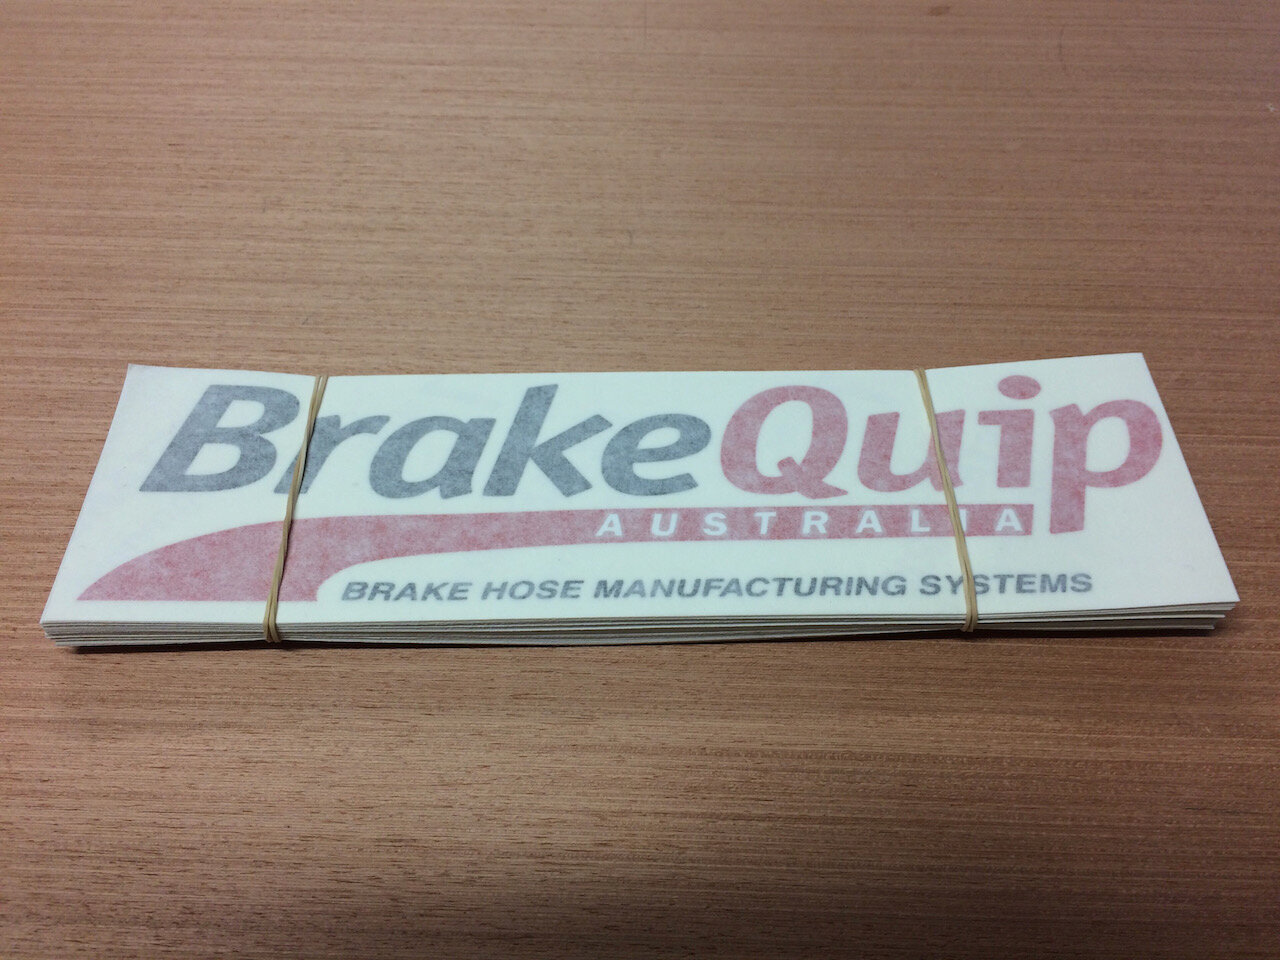 BrakeQuip
AUSTRALIA
BRAKE HOSE MANUFACTURING SYSTEMS